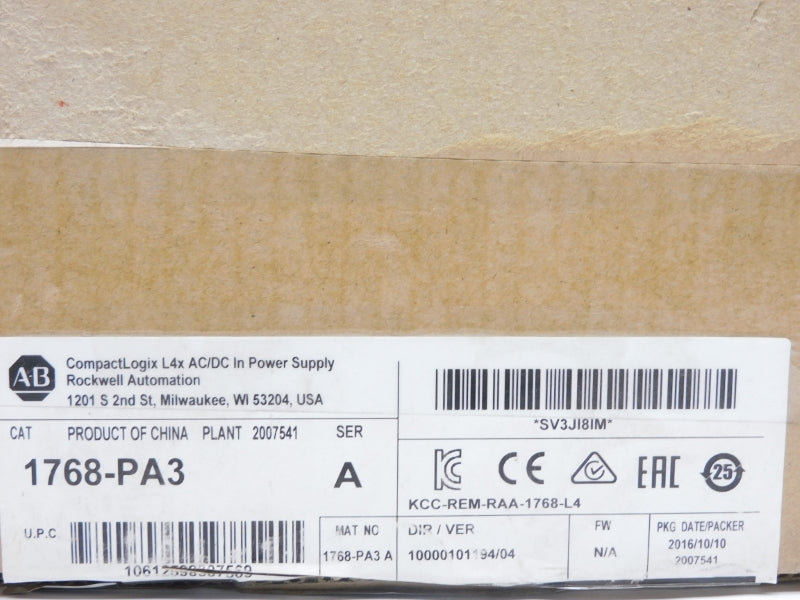 A-B
CompactLogix L4x AC/DC In Power Supply
Rockwell Automation
1201 S 2nd St, Milwaukee, WI 53204, USA
*SV3JI8IM*
CAT PRODUCT OF CHINA PLANT 2007541 SER
1768-PA3 A
KC CE EAC 25
KCC-REM-RAA-1768-L4
U.P.C
MAT NO DIR / VER FW PKG DATE/PACKER
1768-PA3 A 10000101194/04 N/A 2016/10/10
2007541